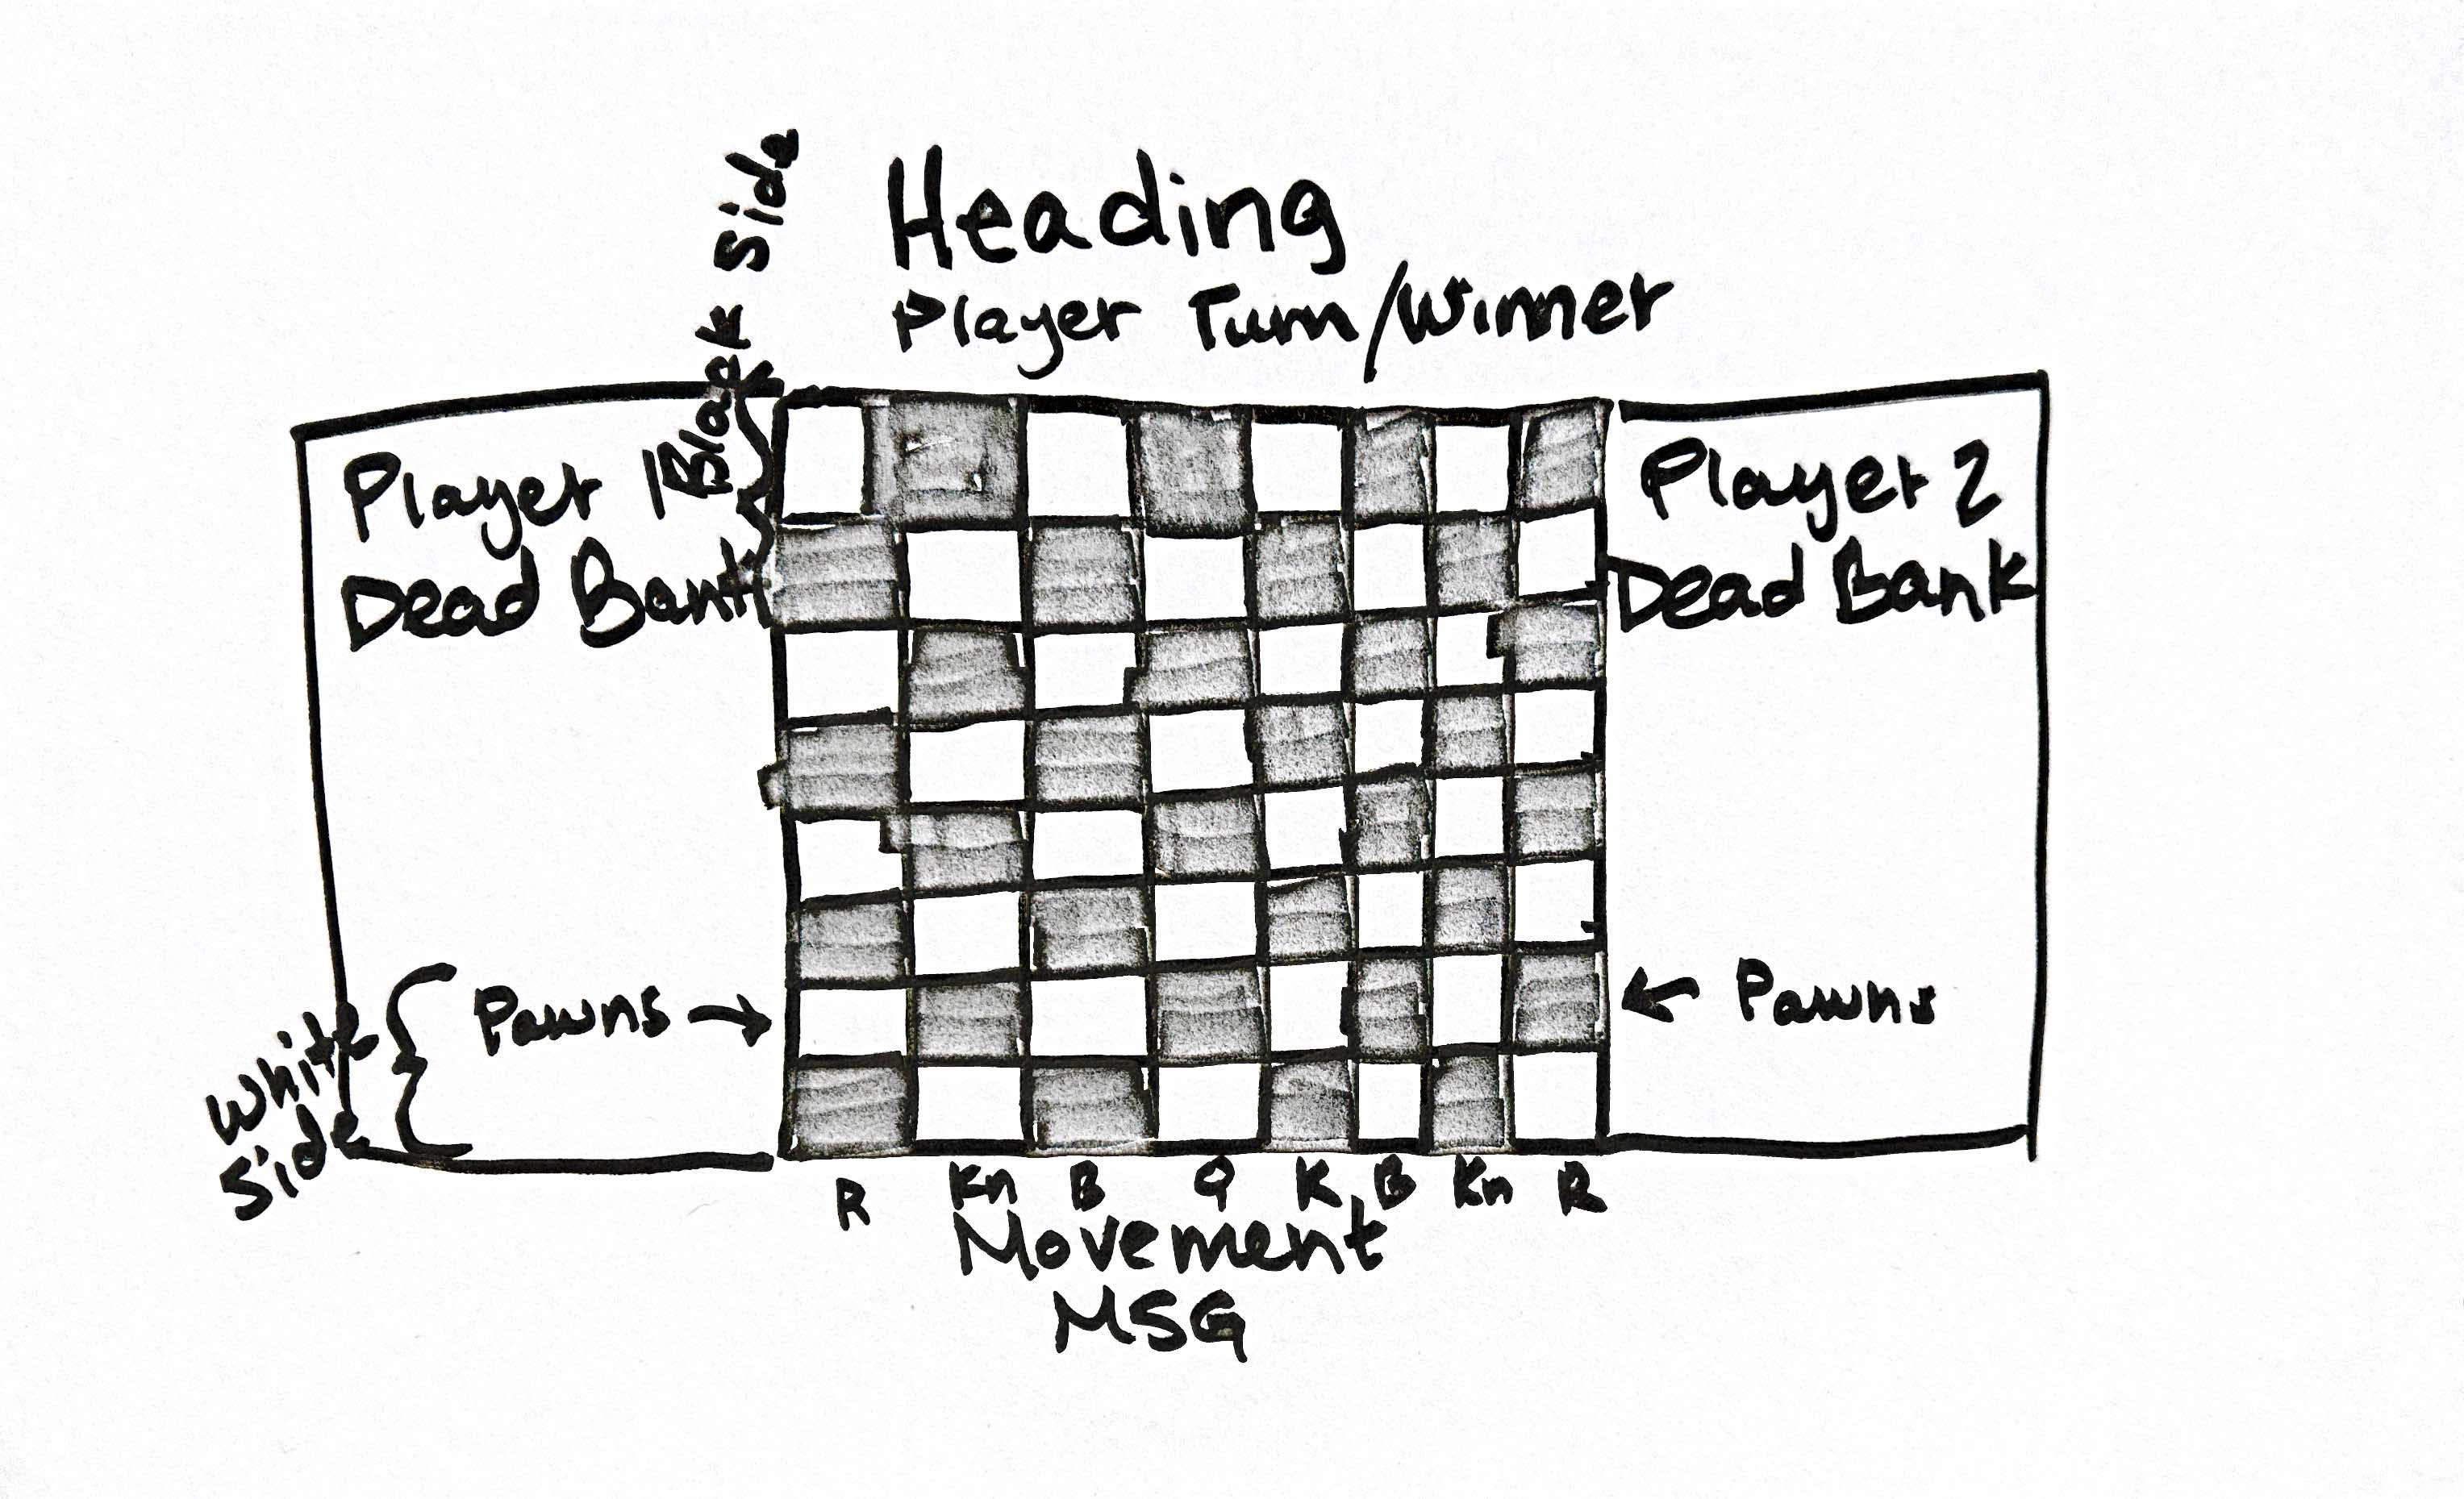 Black Side
Heading
Player Turn/Winner
Player 1
Dead Bank
Player 2
Dead Bank
White
Side
Pawns →
← Pawns
R Kn B Q K B Kn R
Movement
MSG